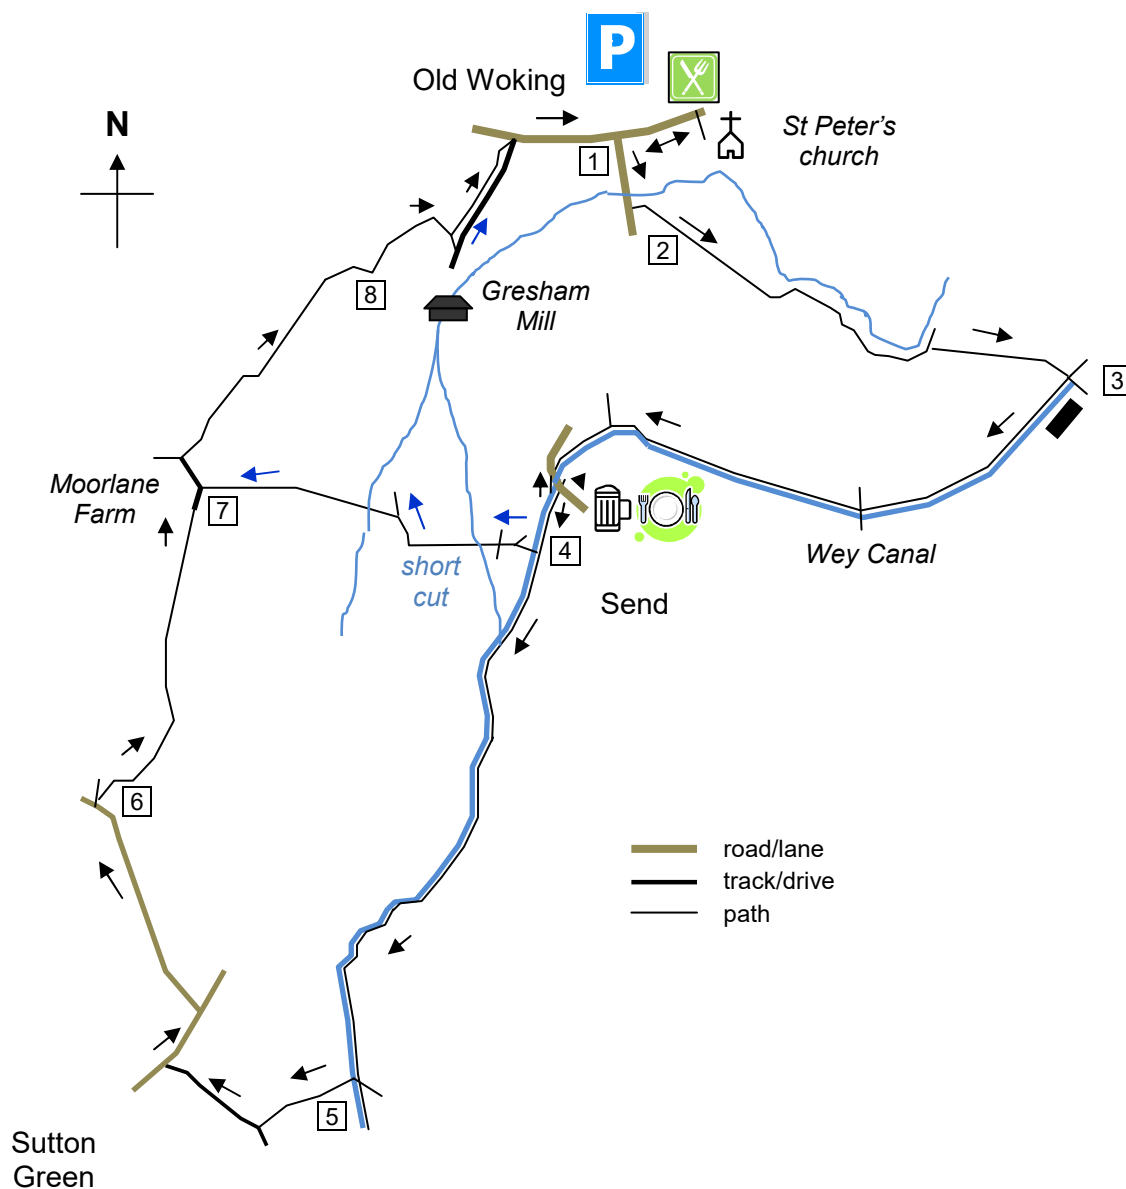 P
Old Woking
N
St Peter's
church
1
2
Gresham
Mill
8
3
Moorlane
Farm
7
4
short
cut
Wey Canal
Send
6
road/lane
track/drive
path
5
Sutton
Green